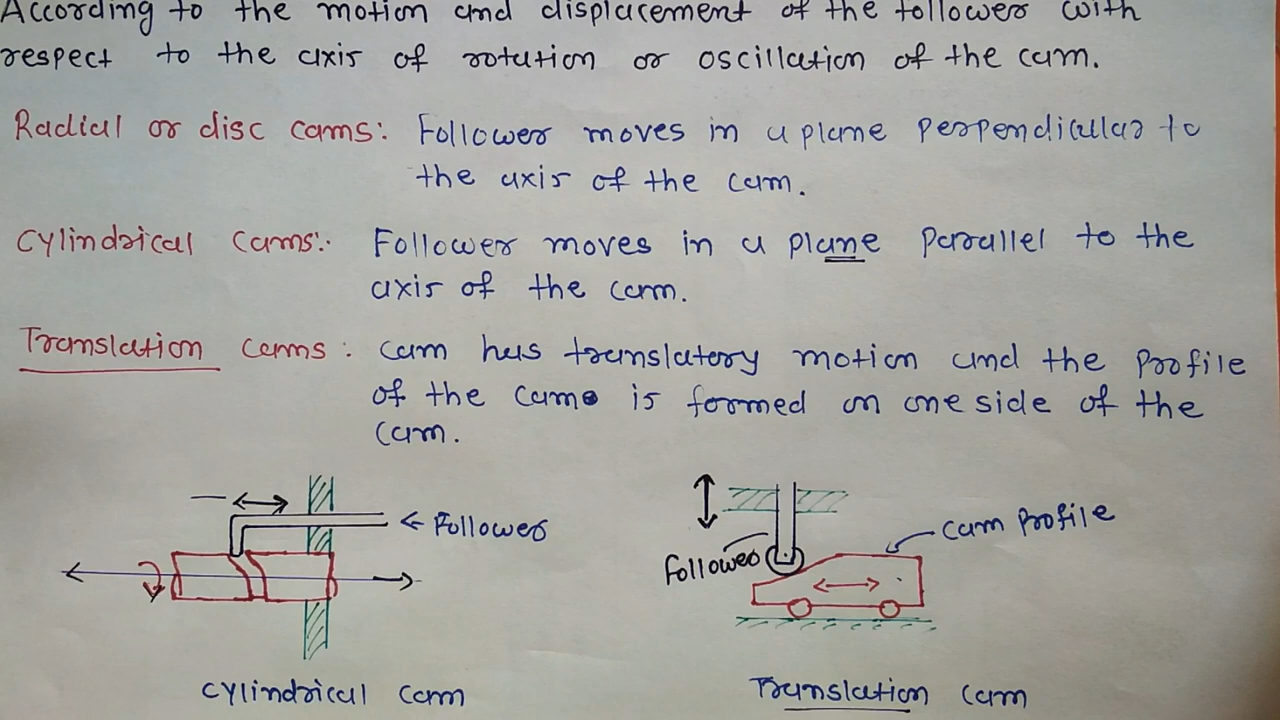 According to the motion and displacement of the follower with
respect to the axis of rotation or oscillation of the cam.
Radial or disc cams: Follower moves in a plane perpendicular to
the axis of the cam.
Cylindrical cams: Follower moves in a plane parallel to the
axis of the cam.
Translation cams: cam has translatory motion and the profile
of the cam is formed on one side of the
cam.
← Follower
cam profile
Follower
Cylindrical cam
Translation cam